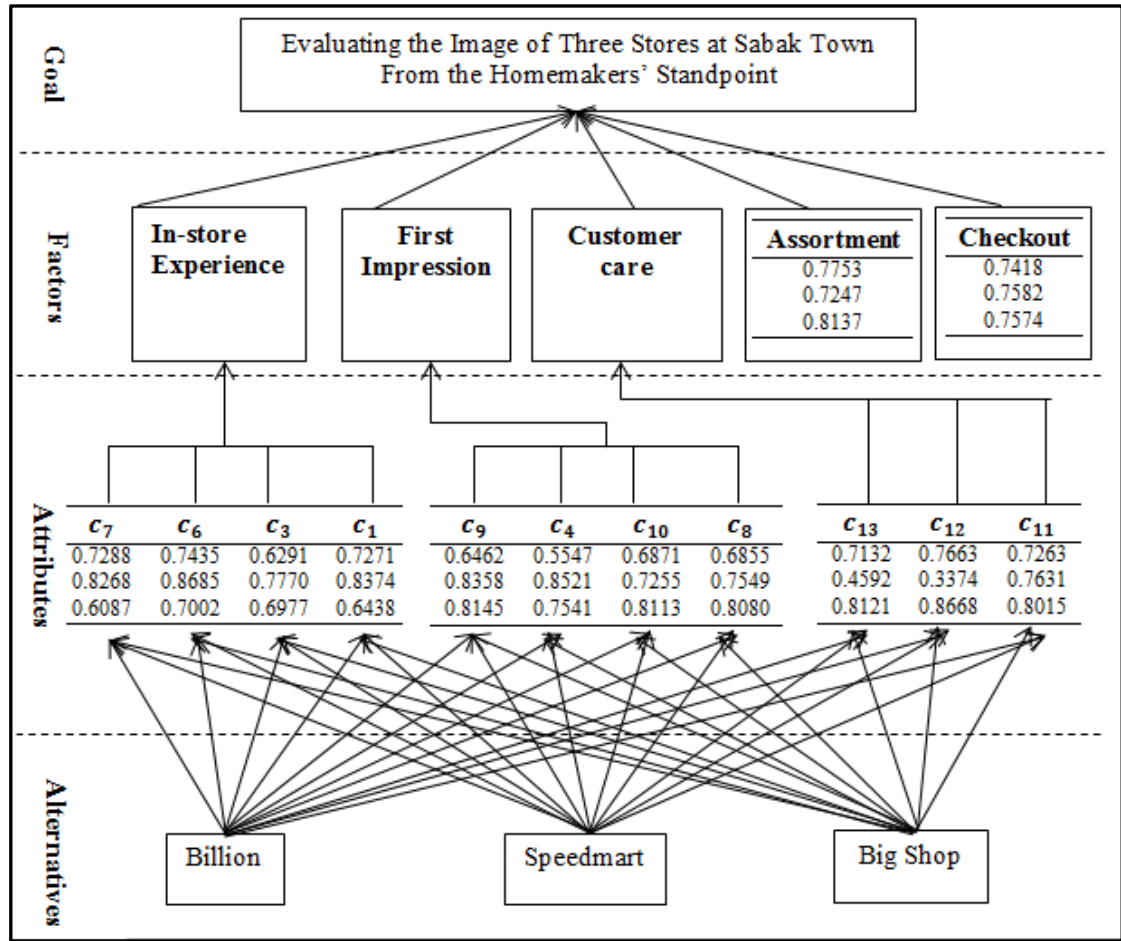 Goal
Evaluating the Image of Three Stores at Sabak Town
From the Homemakers’ Standpoint
Factors
In-store
Experience
First
Impression
Customer
care
Assortment
0.7753
0.7247
0.8137
Checkout
0.7418
0.7582
0.7574
Attributes
c7 c6 c3 c1
0.7288 0.7435 0.6291 0.7271
0.8268 0.8685 0.7770 0.8374
0.6087 0.7002 0.6977 0.6438
c9 c4 c10 c8
0.6462 0.5547 0.6871 0.6855
0.8358 0.8521 0.7255 0.7549
0.8145 0.7541 0.8113 0.8080
c13 c12 c11
0.7132 0.7663 0.7263
0.4592 0.3374 0.7631
0.8121 0.8668 0.8015
Alternatives
Billion
Speedmart
Big Shop